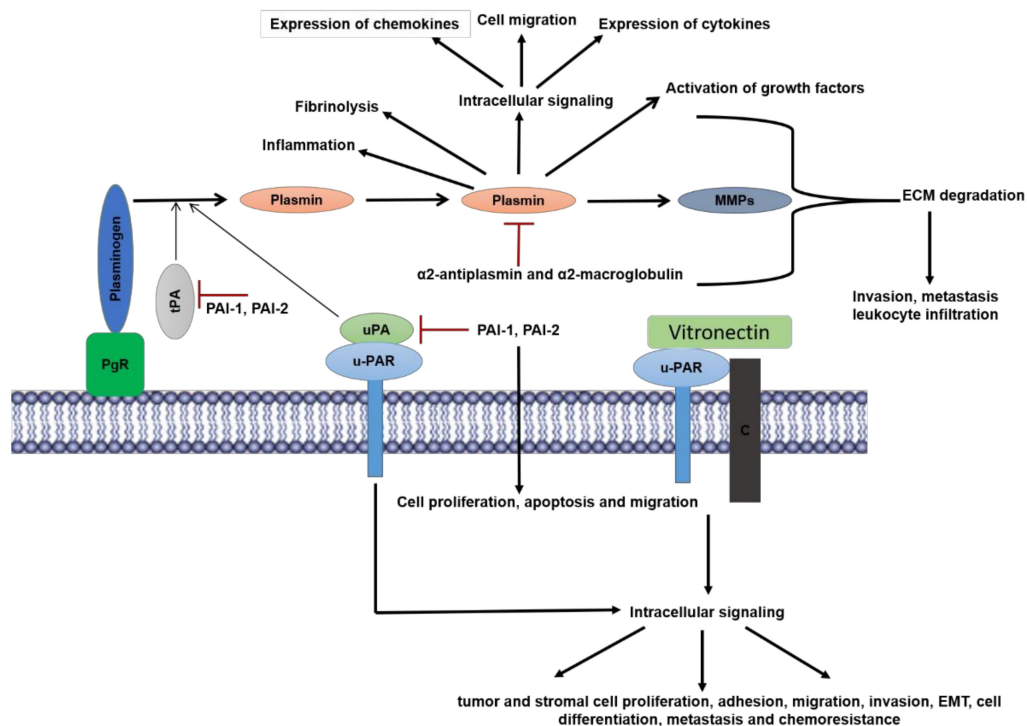 Expression of chemokines
Cell migration
Expression of cytokines
Intracellular signaling
Activation of growth factors
Fibrinolysis
Inflammation
Plasminogen
Plasmin
Plasmin
MMPs
ECM degradation
α2-antiplasmin and α2-macroglobulin
Invasion, metastasis
leukocyte infiltration
tPA
PAI-1, PAI-2
uPA
PAI-1, PAI-2
Vitronectin
PgR
u-PAR
u-PAR
C
Cell proliferation, apoptosis and migration
Intracellular signaling
tumor and stromal cell proliferation, adhesion, migration, invasion, EMT, cell
differentiation, metastasis and chemoresistance